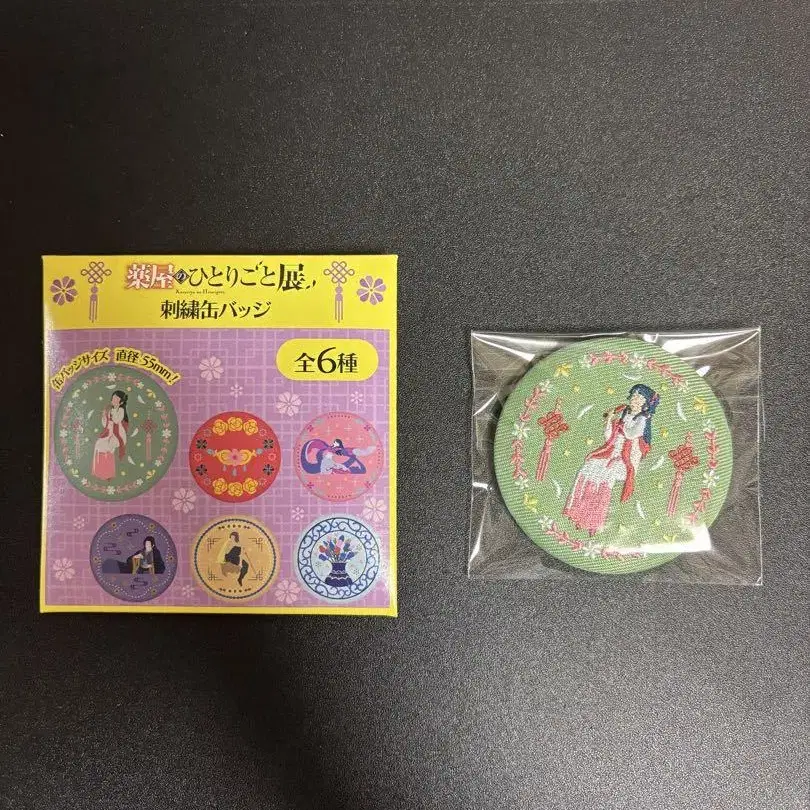 薬屋のひとりごと展
Kusuriya no Hitorigoto
刺繍缶バッジ
全6種
缶バッジサイズ 直径55mm!